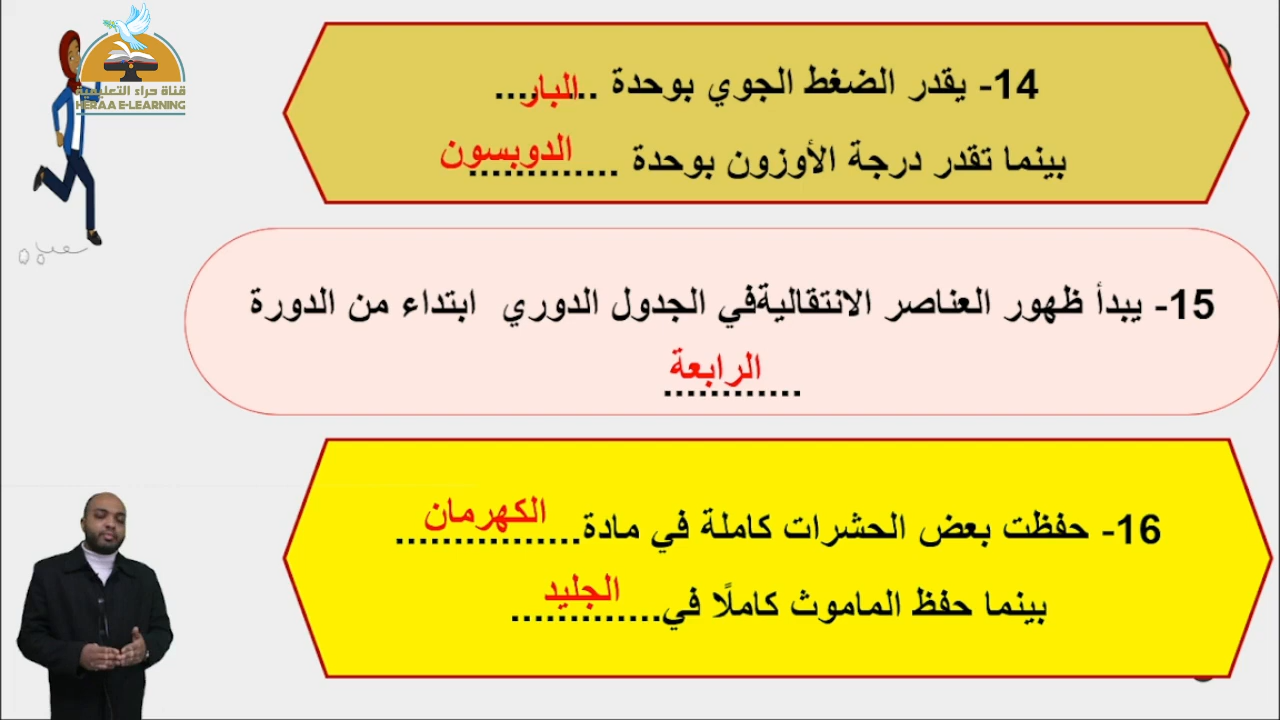 قناة حراء التعليمية
HERAA E-LEARNING
14- يقدر الضغط الجوي بوحدة ......... البار
بينما تقدر درجة الأوزون بوحدة ............. الدوبسون
15- يبدأ ظهور العناصر الانتقاليةفي الجدول الدوري ابتداء من الدورة
............ الرابعة
16- حفظت بعض الحشرات كاملة في مادة................ الكهرمان
بينما حفظ الماموث كاملًا في............. الجليد